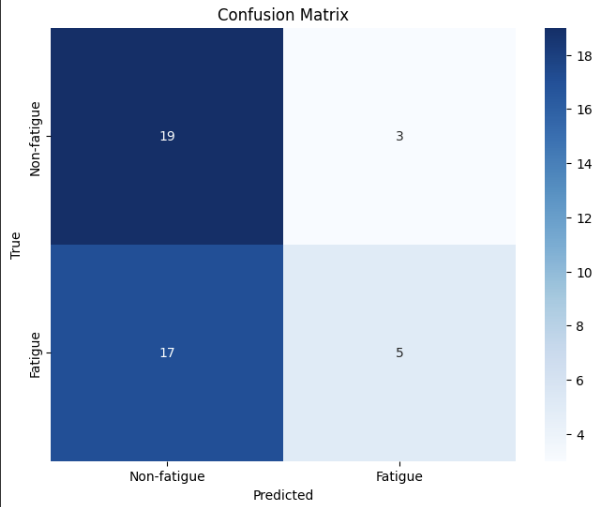 Confusion Matrix
Non-fatigue
Fatigue
True
19 3
17 5
Non-fatigue Fatigue
Predicted
18
16
14
12
10
8
6
4